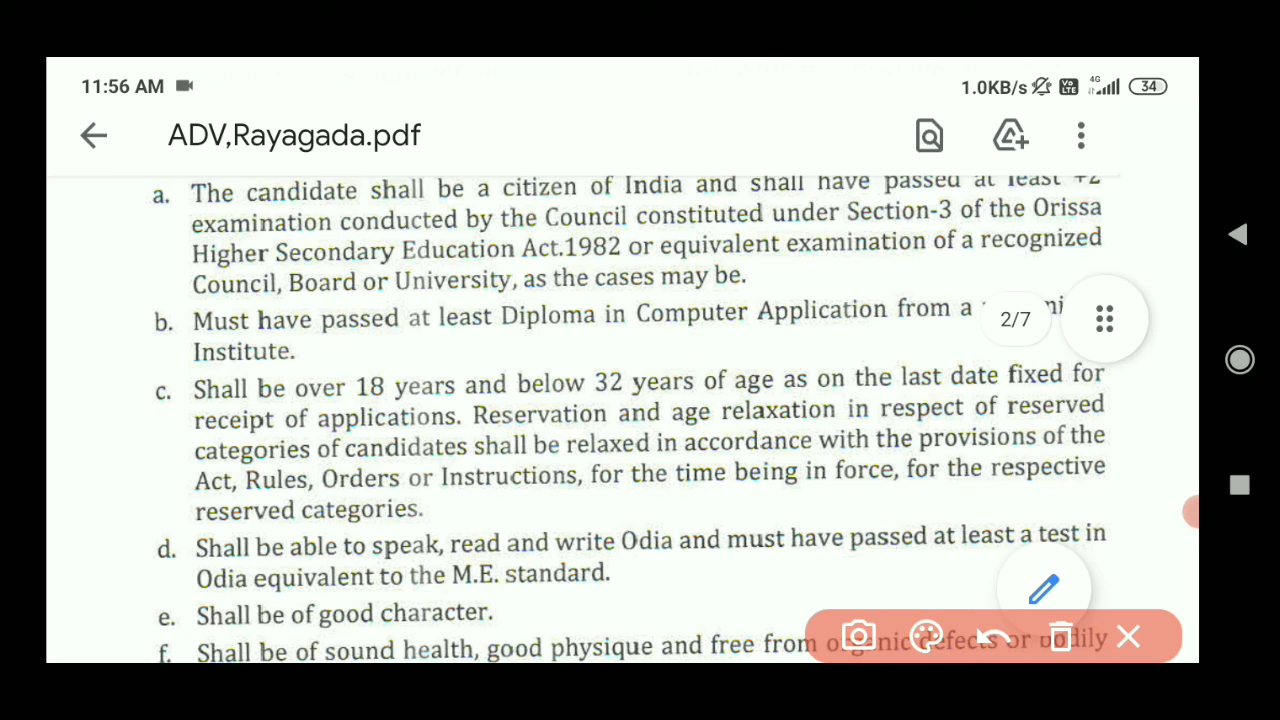 11:56 AM
1.0KB/s Vo LTE 4G 34
ADV,Rayagada.pdf
a. The candidate shall be a citizen of India and shall have passed at least +2
examination conducted by the Council constituted under Section-3 of the Orissa
Higher Secondary Education Act.1982 or equivalent examination of a recognized
Council, Board or University, as the cases may be.
b. Must have passed at least Diploma in Computer Application from a
2/7
Institute.
c. Shall be over 18 years and below 32 years of age as on the last date fixed for
receipt of applications. Reservation and age relaxation in respect of reserved
categories of candidates shall be relaxed in accordance with the provisions of the
Act, Rules, Orders or Instructions, for the time being in force, for the respective
reserved categories.
d. Shall be able to speak, read and write Odia and must have passed at least a test in
Odia equivalent to the M.E. standard.
e. Shall be of good character.
f. Shall be of sound health, good physique and free from organic defects or bodily